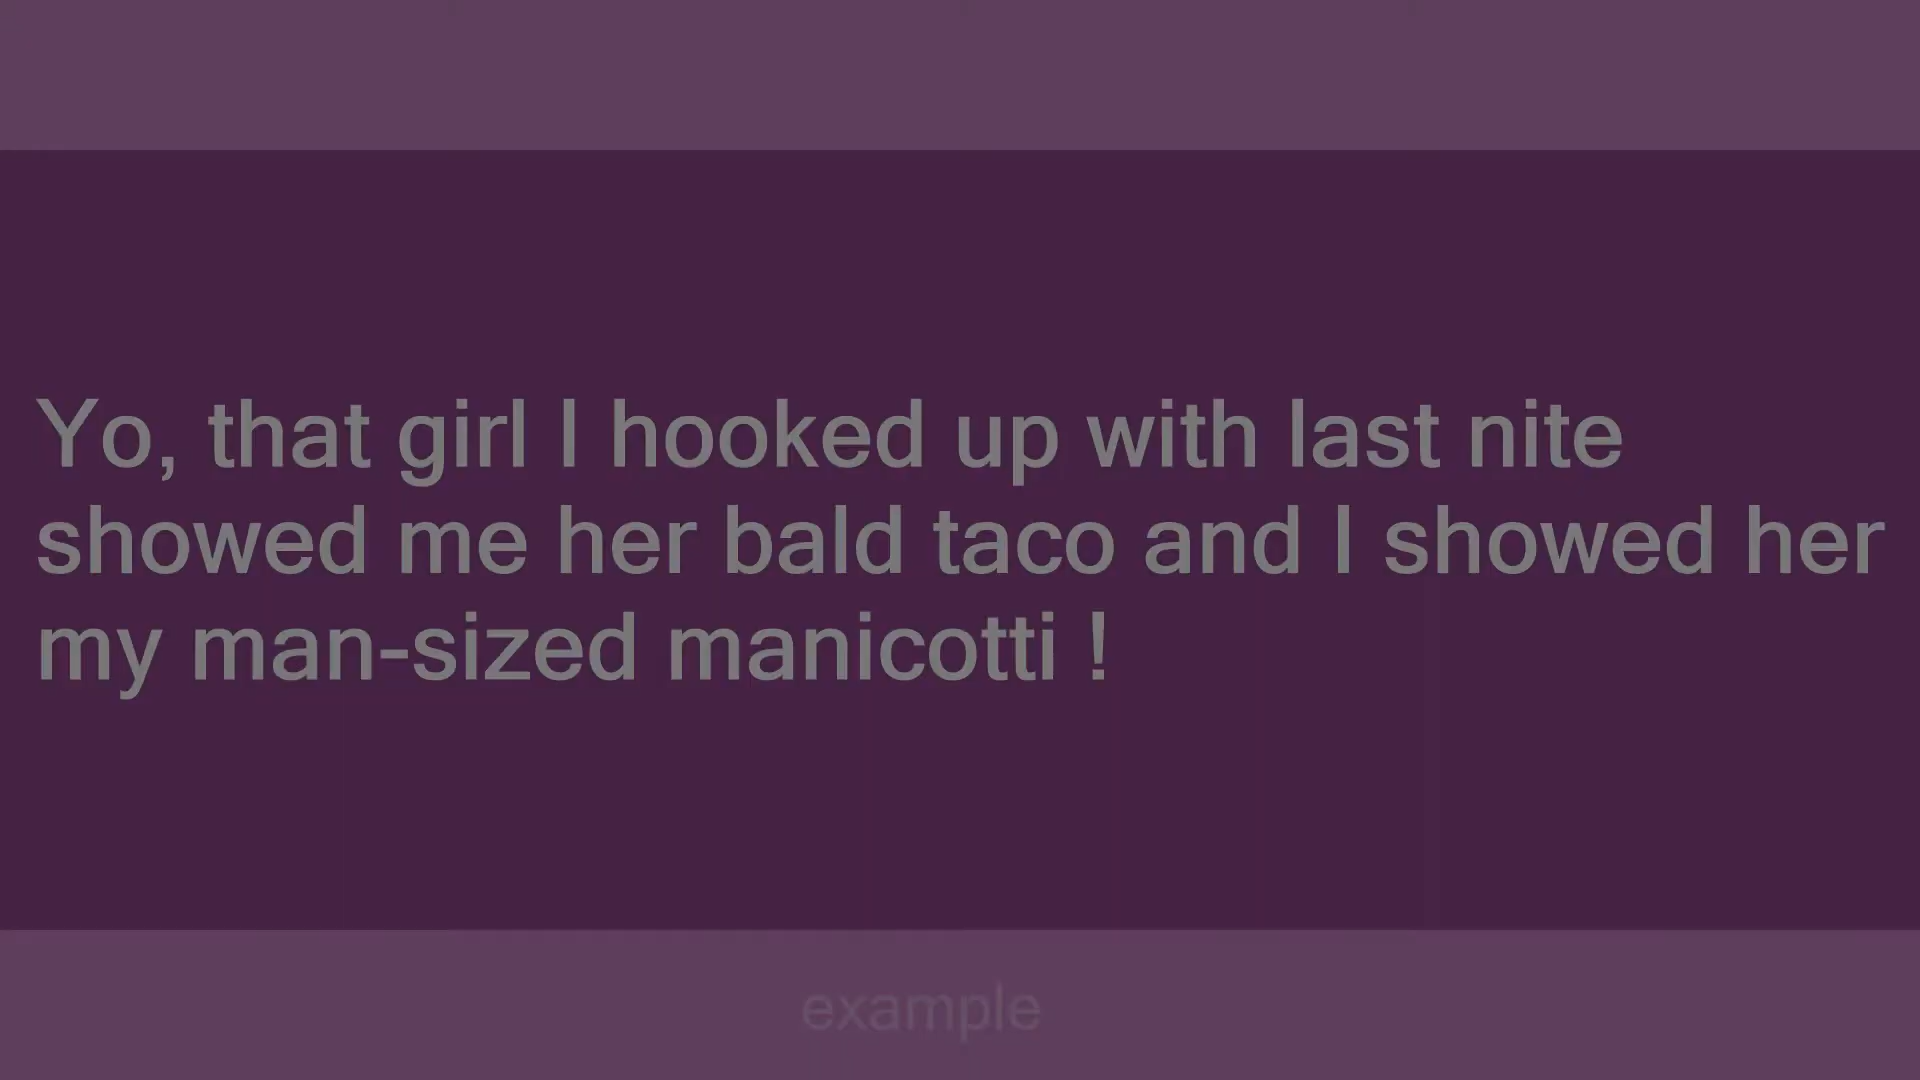 Yo, that girl I hooked up with last nite
showed me her bald taco and I showed her
my man-sized manicotti !
example